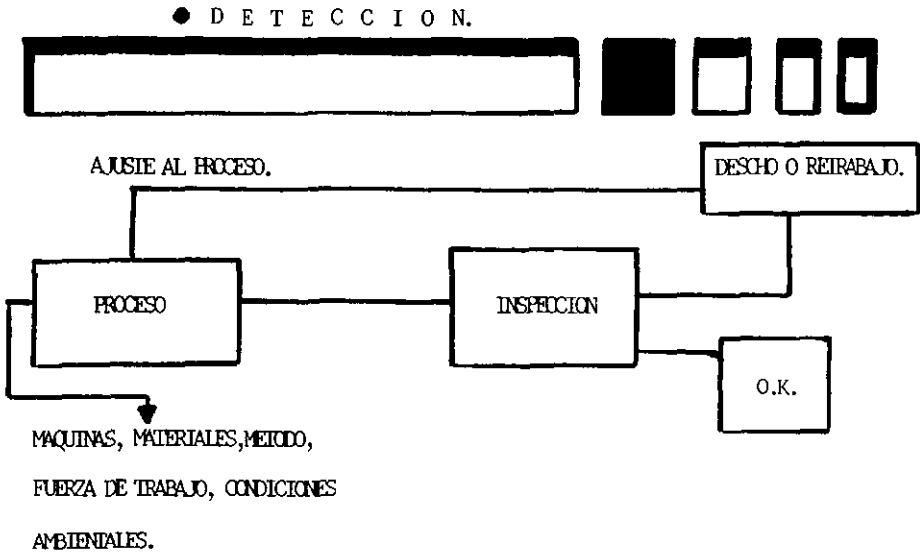 ● D E T E C C I O N.
AJUSTE AL PROCESO.
DESCHO O RETRABAJO.
PROCESO
INSPECCION
O.K.
MAQUINAS, MATERIALES,METODO,
FUERZA DE TRABAJO, CONDICIONES
AMBIENTALES.